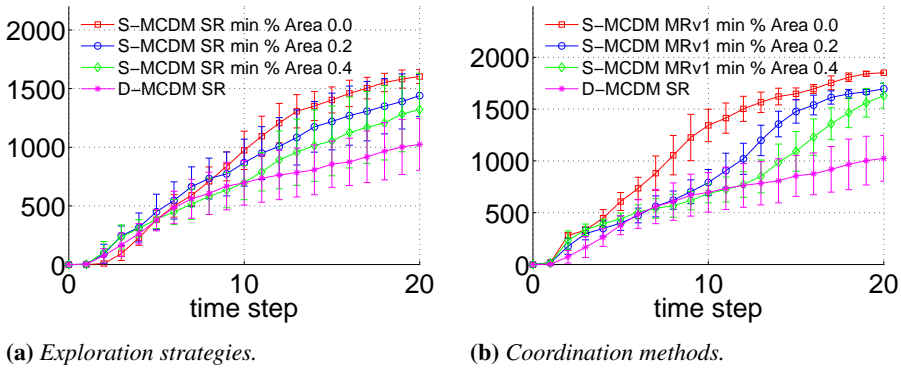 2000
1500
1000
500
0
0
10
20
time step
S-MCDM SR min % Area 0.0
S-MCDM SR min % Area 0.2
S-MCDM SR min % Area 0.4
D-MCDM SR
(a) Exploration strategies.
2000
1500
1000
500
0
0
10
20
time step
S-MCDM MRv1 min % Area 0.0
S-MCDM MRv1 min % Area 0.2
S-MCDM MRv1 min % Area 0.4
D-MCDM SR
(b) Coordination methods.